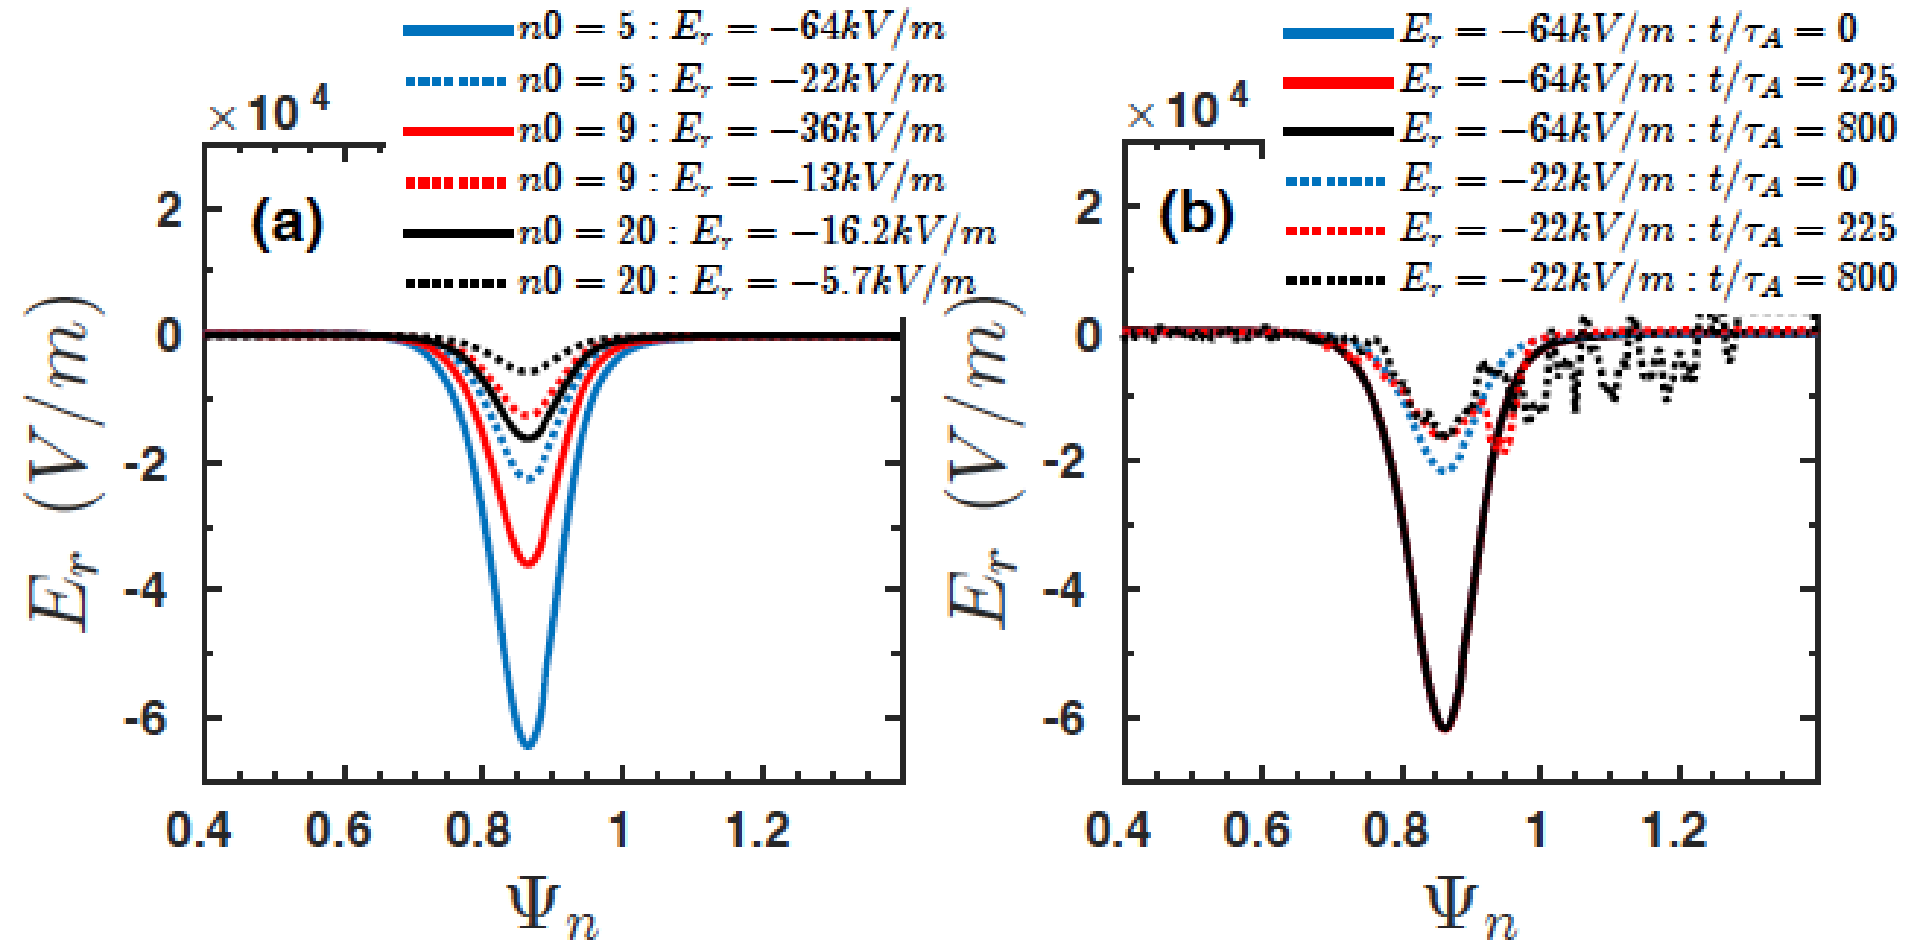 n0 = 5 : E_r = −64kV/m
n0 = 5 : E_r = −22kV/m
n0 = 9 : E_r = −36kV/m
n0 = 9 : E_r = −13kV/m
n0 = 20 : E_r = −16.2kV/m
n0 = 20 : E_r = −5.7kV/m
×10^4
(a)
2
0
-2
-4
-6
E_r (V/m)
0.4 0.6 0.8 1 1.2
Ψ_n
E_r = −64kV/m : t/τ_A = 0
E_r = −64kV/m : t/τ_A = 225
E_r = −64kV/m : t/τ_A = 800
E_r = −22kV/m : t/τ_A = 0
E_r = −22kV/m : t/τ_A = 225
E_r = −22kV/m : t/τ_A = 800
×10^4
(b)
2
0
-2
-4
-6
E_r (V/m)
0.4 0.6 0.8 1 1.2
Ψ_n